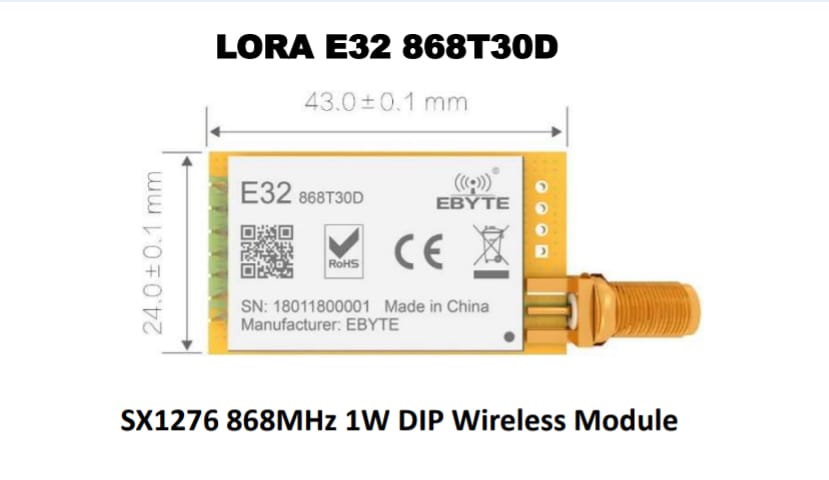 LORA E32 868T30D
43.0±0.1 mm
24.0±0.1 mm
E32 868T30D
®
EBYTE
RoHS
CE
SN: 18011800001 Made in China
Manufacturer: EBYTE
SX1276 868MHz 1W DIP Wireless Module